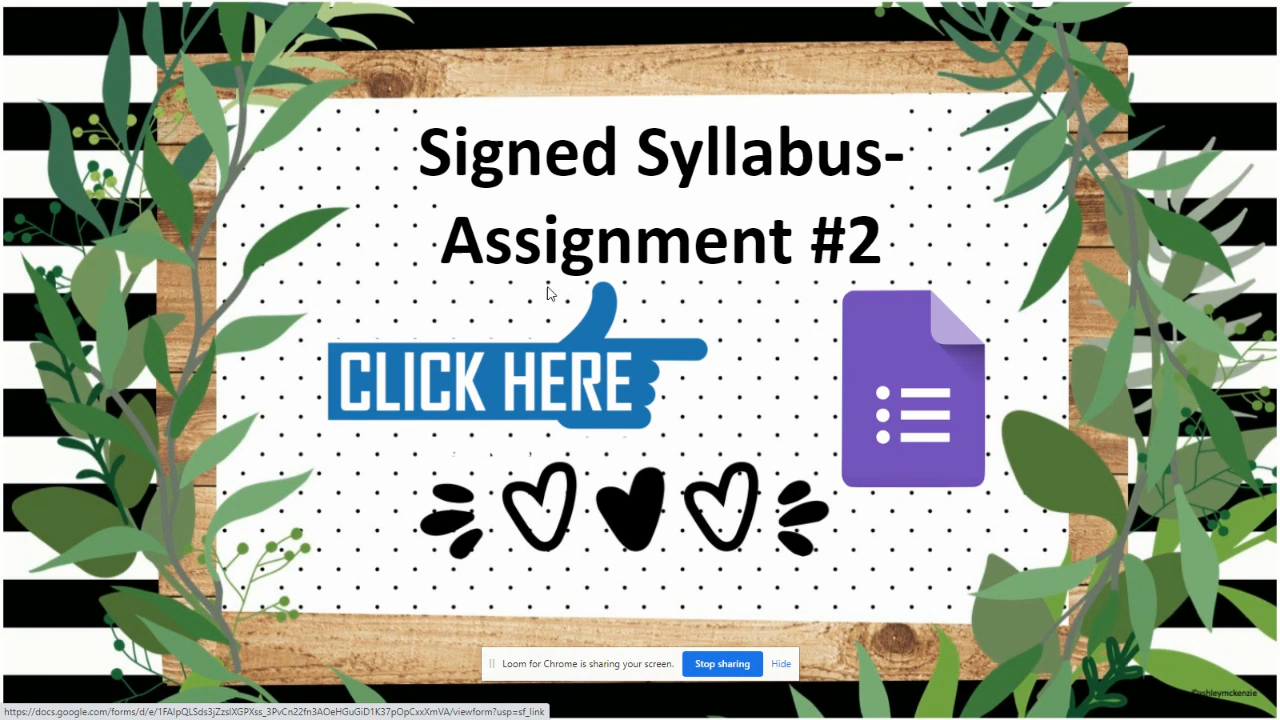 Signed Syllabus-
Assignment #2
CLICK HERE
Loom for Chrome is sharing your screen. Stop sharing Hide
©ashleymckenzie
https://docs.google.com/forms/d/e/1FAIpQLSds3jZzslXGPXss_3PvCn22fn3AOeHGuGiD1K37pOpCxxXmVA/viewform?usp=sf_link